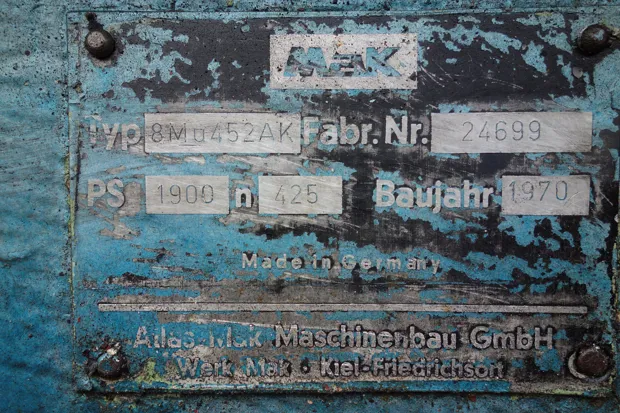 MaK
Typ 8Mu452AK Fabr. Nr. 24699
PS 1900 n 425 Baujahr 1970
Made in Germany
Atlas-Mak Maschinenbau GmbH
Werk Mak · Kiel-Friedrichsort